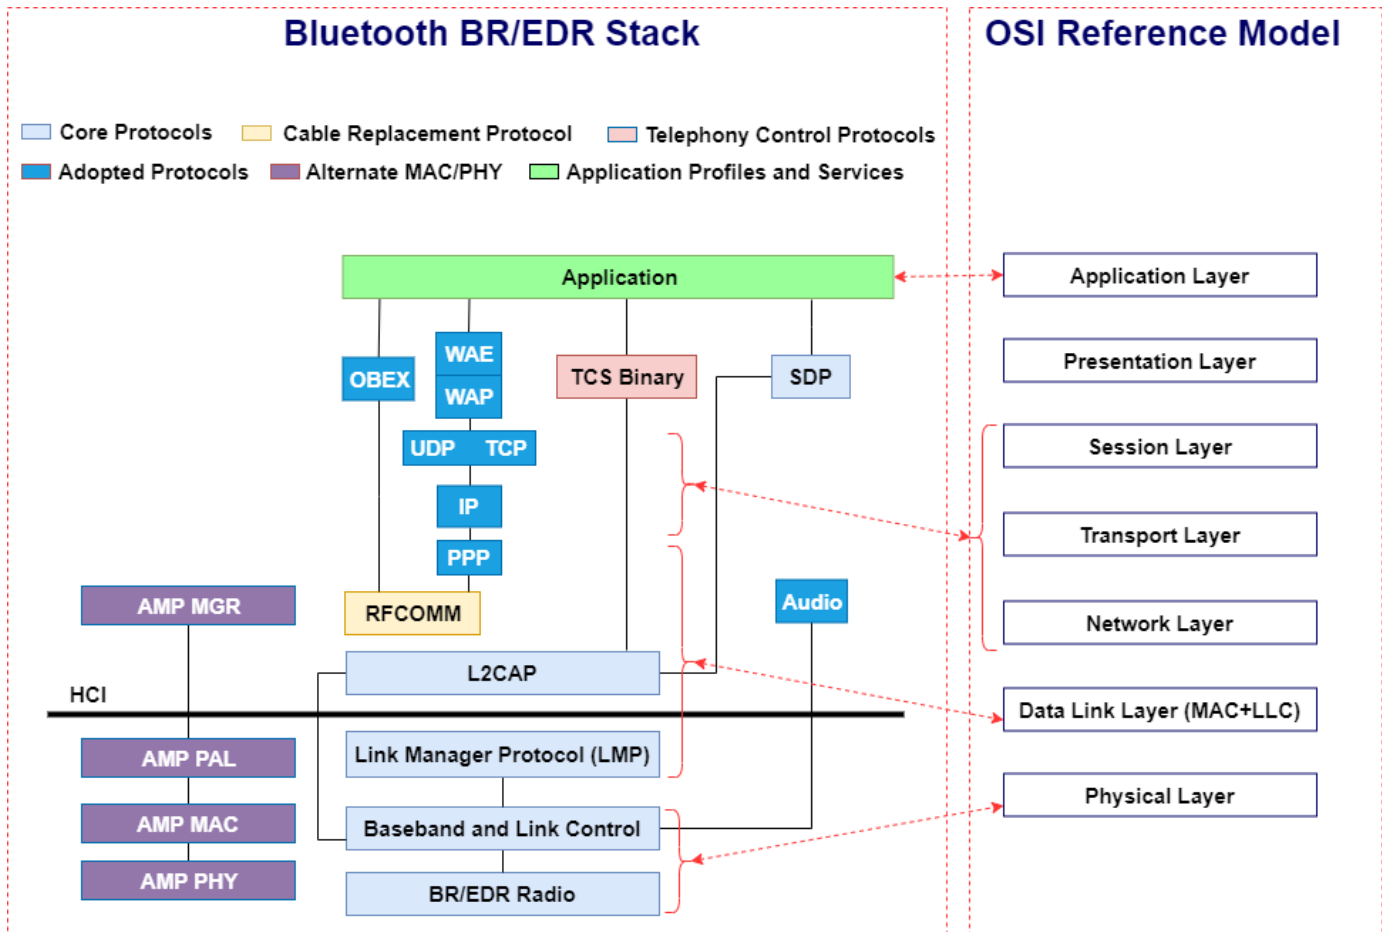 Bluetooth BR/EDR Stack
OSI Reference Model
Core Protocols
Cable Replacement Protocol
Telephony Control Protocols
Adopted Protocols
Alternate MAC/PHY
Application Profiles and Services
Application
Application Layer
WAE
OBEX
WAP
TCS Binary
SDP
Presentation Layer
UDP TCP
Session Layer
IP
Transport Layer
PPP
AMP MGR
RFCOMM
Audio
Network Layer
L2CAP
HCI
Data Link Layer (MAC+LLC)
AMP PAL
Link Manager Protocol (LMP)
Physical Layer
AMP MAC
Baseband and Link Control
AMP PHY
BR/EDR Radio